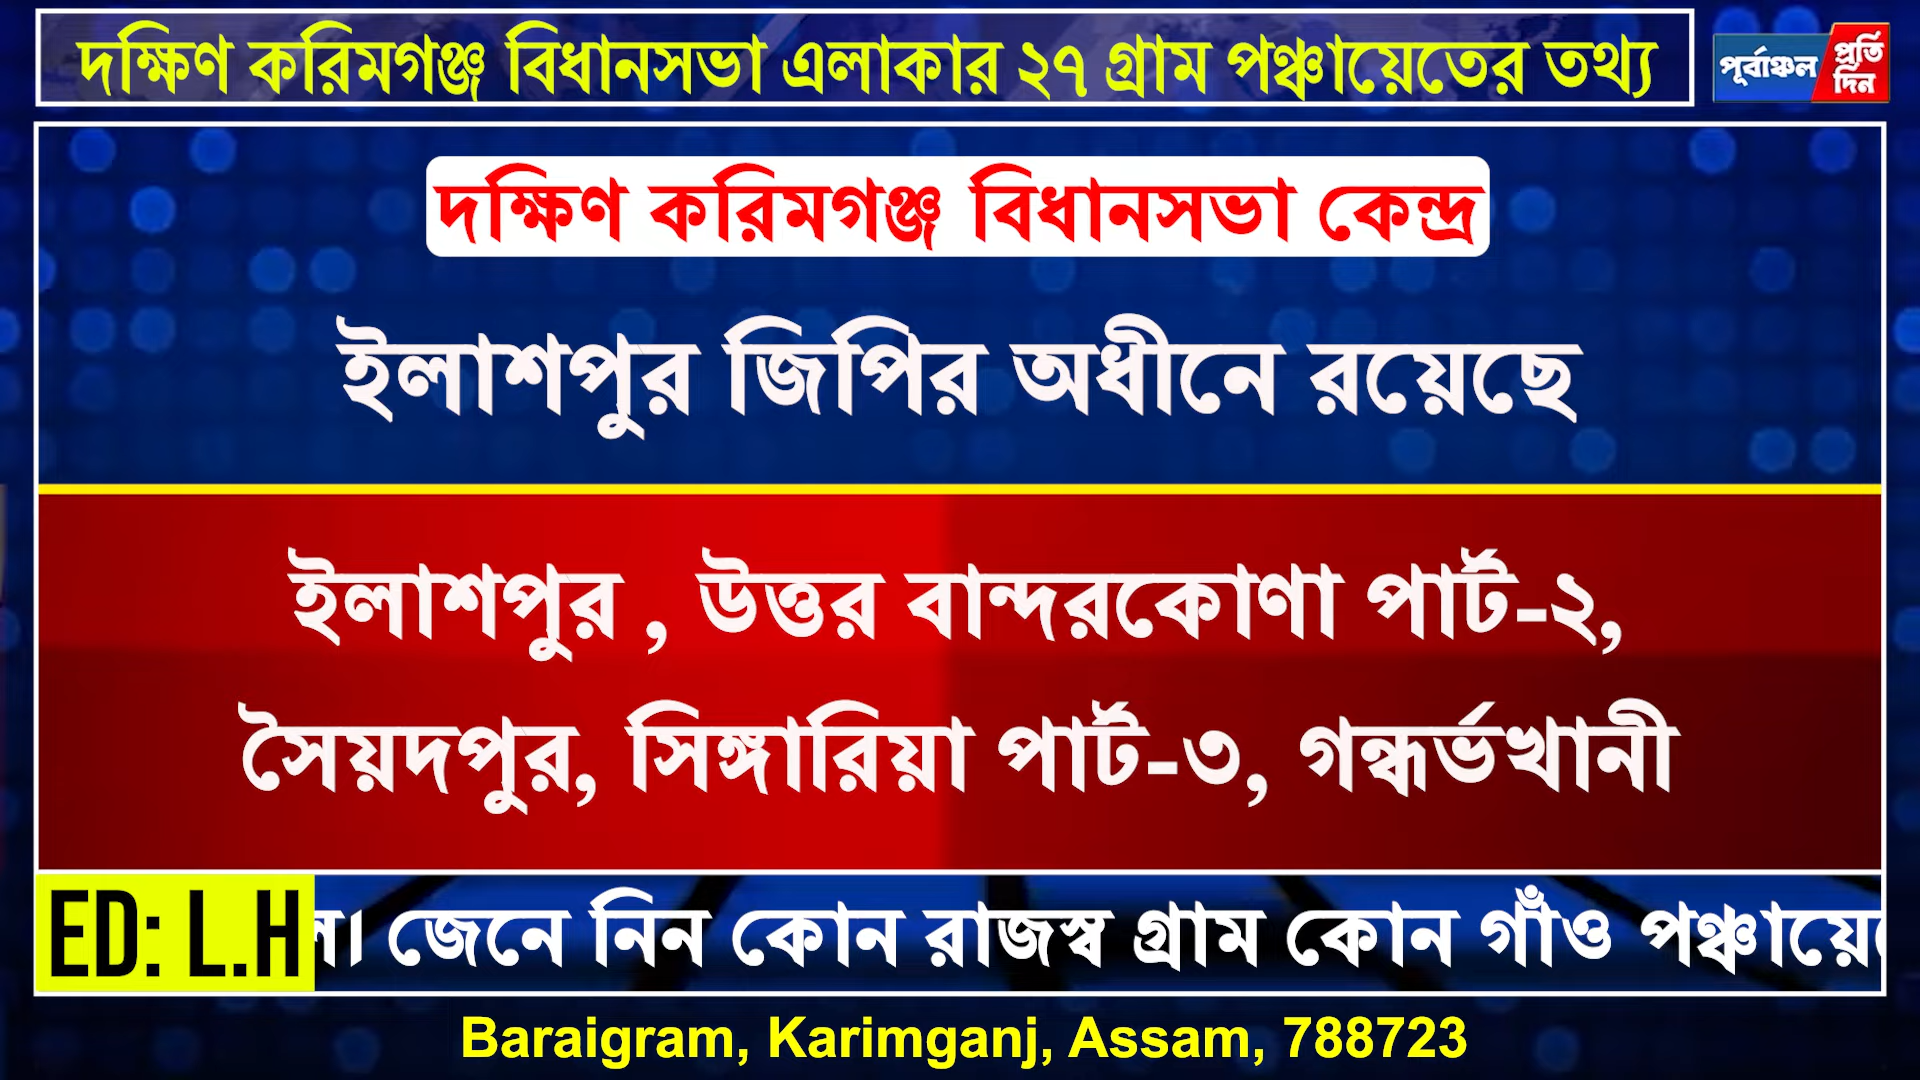 দক্ষিণ করিমগঞ্জ বিধানসভা এলাকার ২৭ গ্রাম পঞ্চায়েতের তথ্য
পূর্বাঞ্চল প্রতি দিন
দক্ষিণ করিমগঞ্জ বিধানসভা কেন্দ্র
ইলাশপুর জিপির অধীনে রয়েছে
ইলাশপুর , উত্তর বান্দরকোণা পার্ট-২,
সৈয়দপুর, সিঙ্গারিয়া পার্ট-৩, গন্ধর্ভখানী
ED: L.H ন। জেনে নিন কোন রাজস্ব গ্রাম কোন গাঁও
Baraigram, Karimganj, Assam, 788723